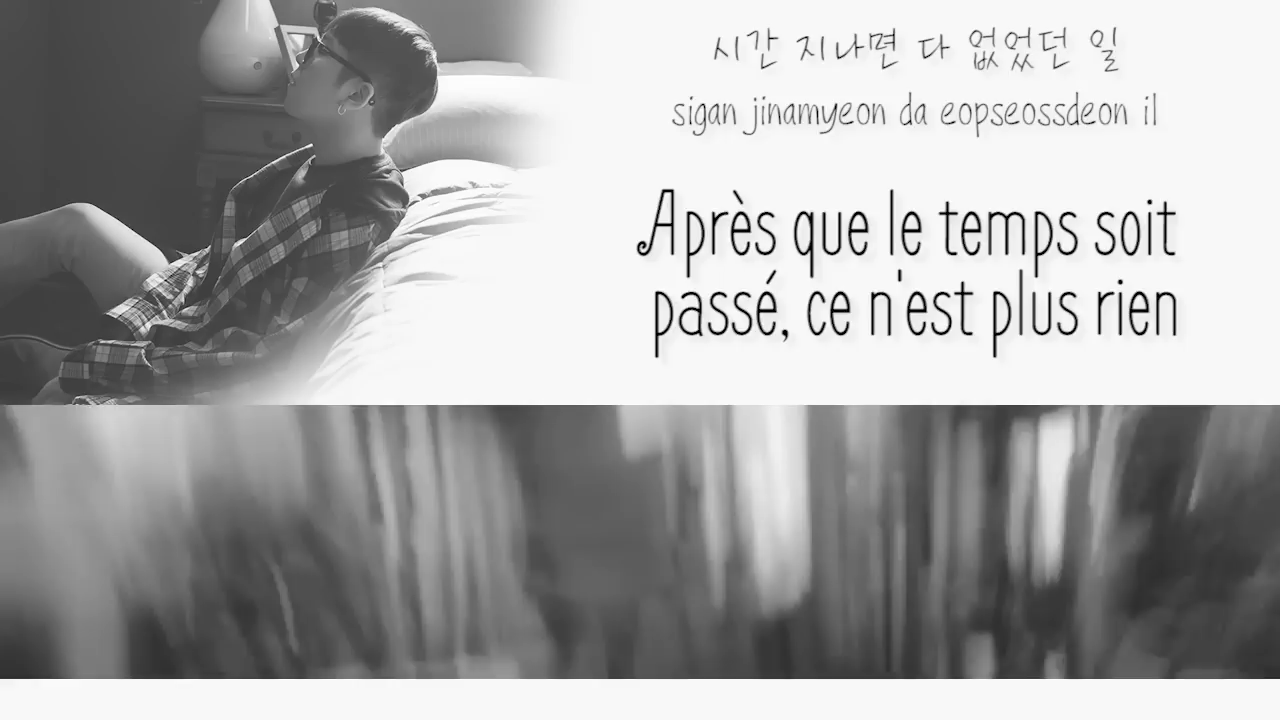 시간 지나면 다 없었던 일
sigan jinamyeon da eopseossdeon il
Après que le temps soit
passé, ce n'est plus rien